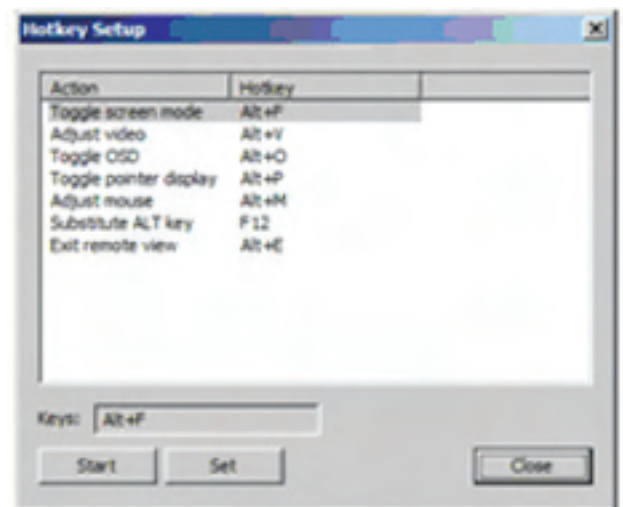 Hotkey Setup
Action Hotkey
Toggle screen mode Alt+F
Adjust video Alt+V
Toggle OSD Alt+O
Toggle pointer display Alt+P
Adjust mouse Alt+M
Substitute ALT key F12
Exit remote view Alt+E
Keys: Alt+F
Start Set Close